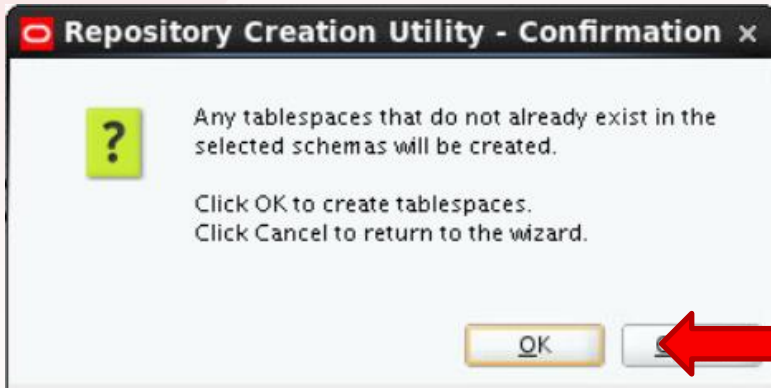 Repository Creation Utility - Confirmation
?
Any tablespaces that do not already exist in the
selected schemas will be created.
Click OK to create tablespaces.
Click Cancel to return to the wizard.
OK